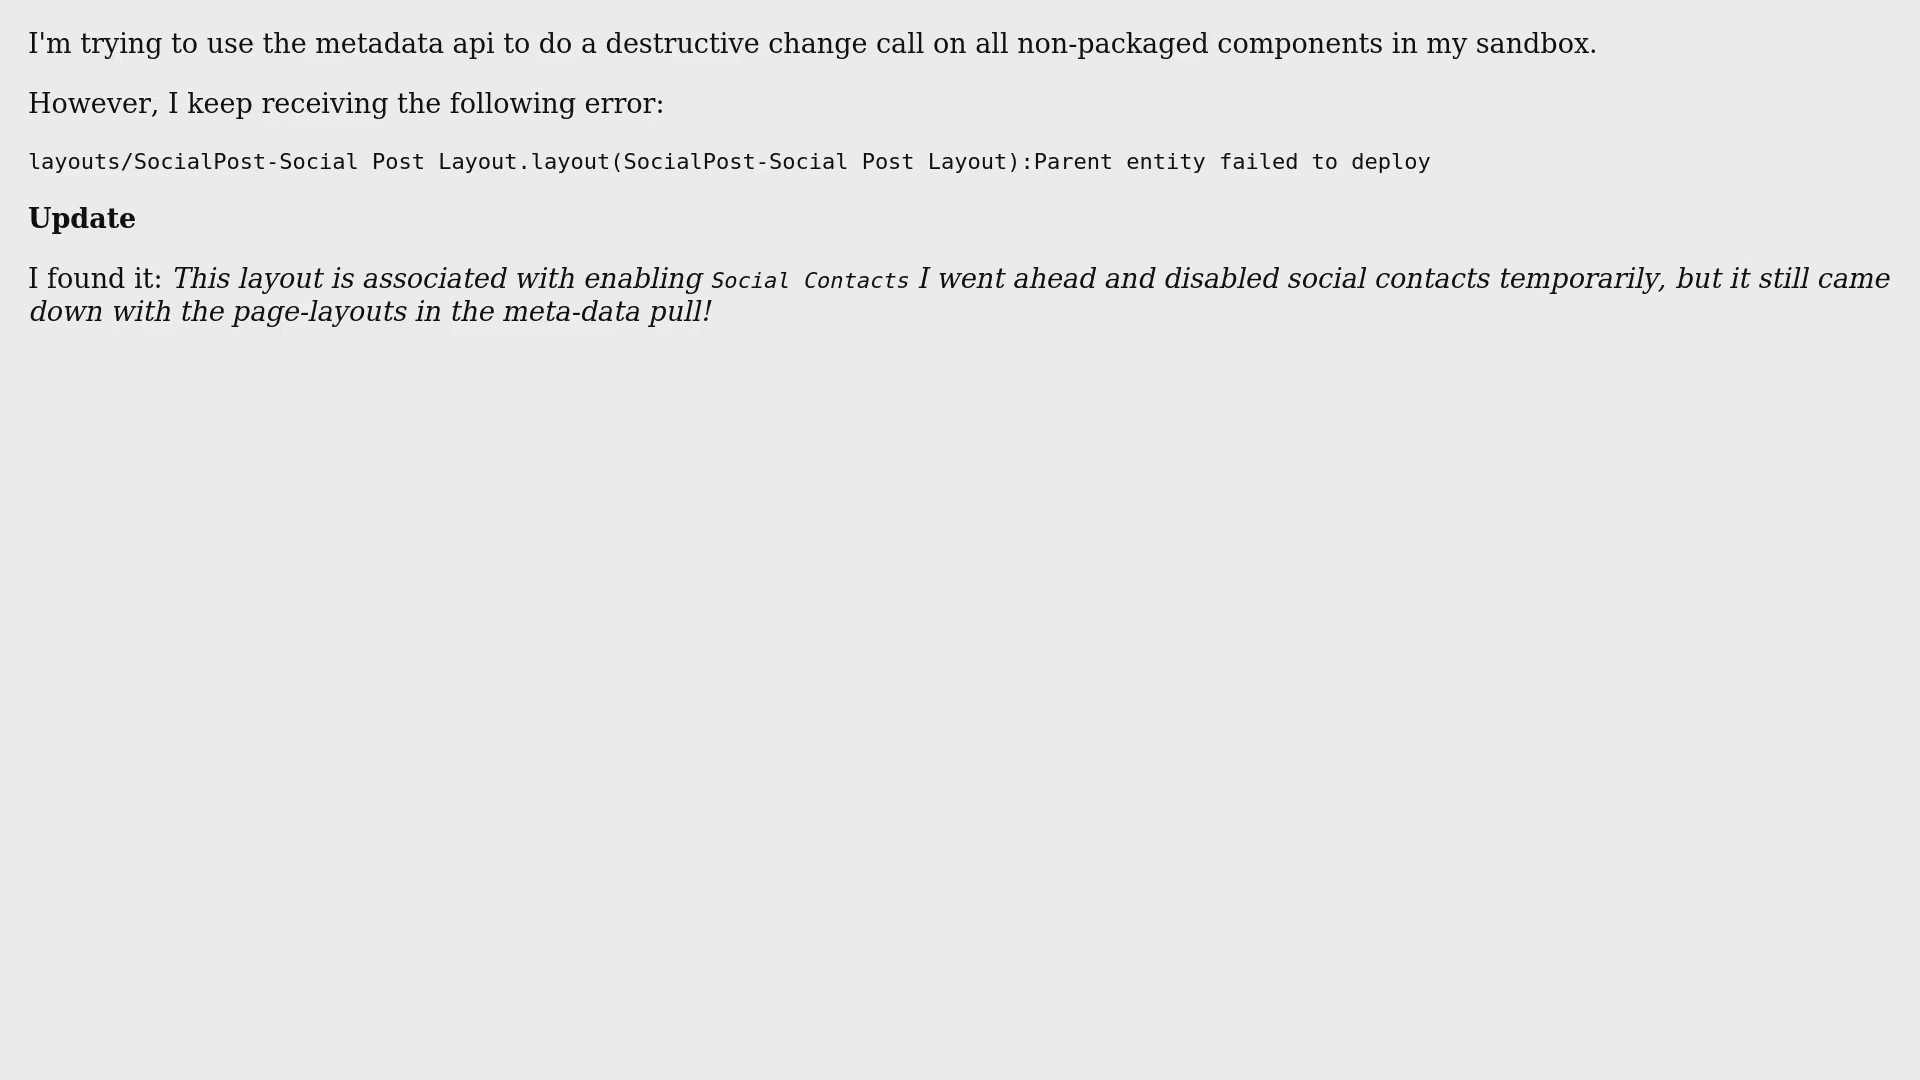 I'm trying to use the metadata api to do a destructive change call on all non-packaged components in my sandbox.
However, I keep receiving the following error:
layouts/SocialPost-Social Post Layout.layout(SocialPost-Social Post Layout):Parent entity failed to deploy
Update
I found it: This layout is associated with enabling Social Contacts I went ahead and disabled social contacts temporarily, but it still came
down with the page-layouts in the meta-data pull!